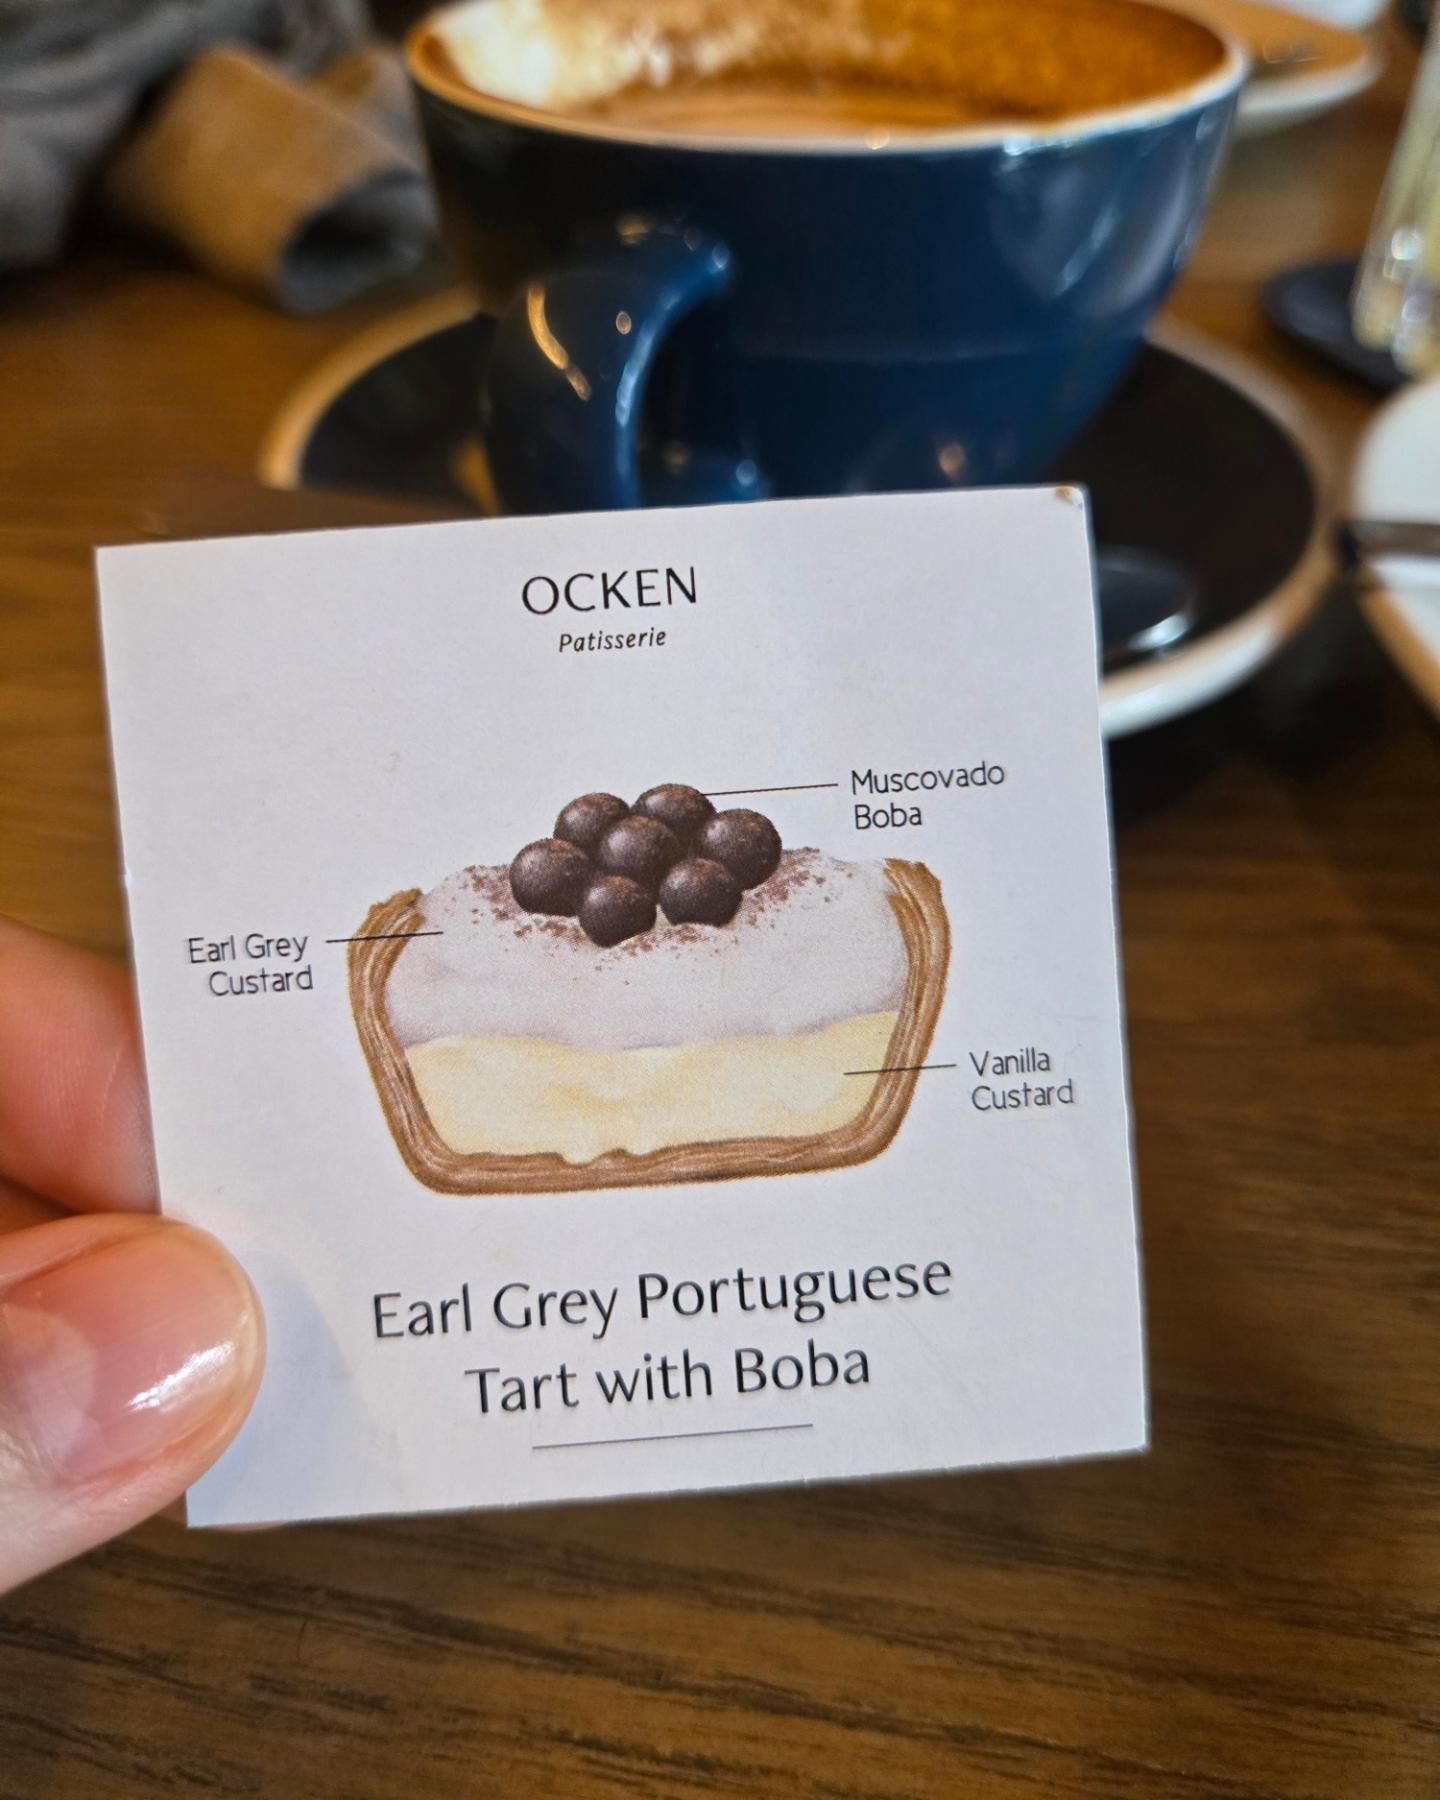 OCKEN
Patisserie
Muscovado
Boba
Earl Grey
Custard
Vanilla
Custard
Earl Grey Portuguese
Tart with Boba